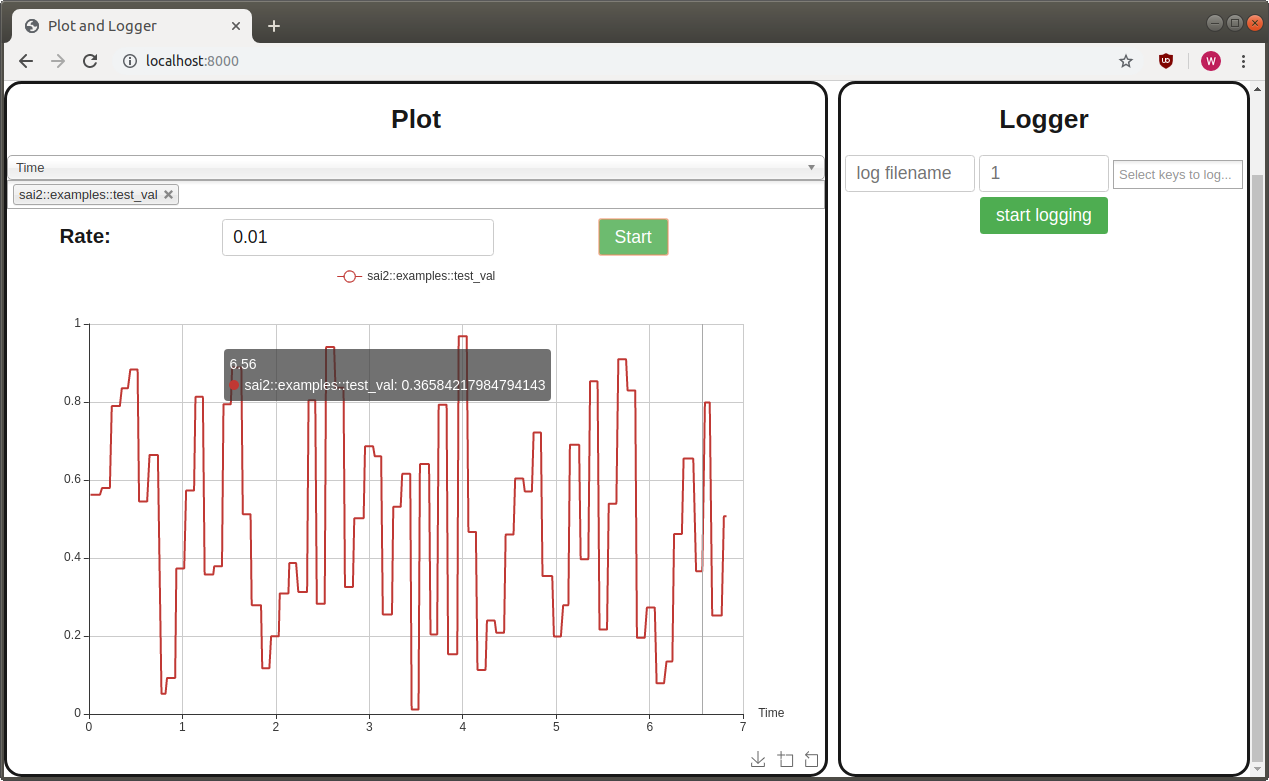 Plot and Logger
localhost:8000
W
Plot
Time
sai2::examples::test_val
Rate:
0.01
Start
sai2::examples::test_val
6.56
sai2::examples::test_val: 0.36584217984794143
1
0.8
0.6
0.4
0.2
0
0 1 2 3 4 5 6 7
Time
Logger
log filename
1
Select keys to log...
start logging